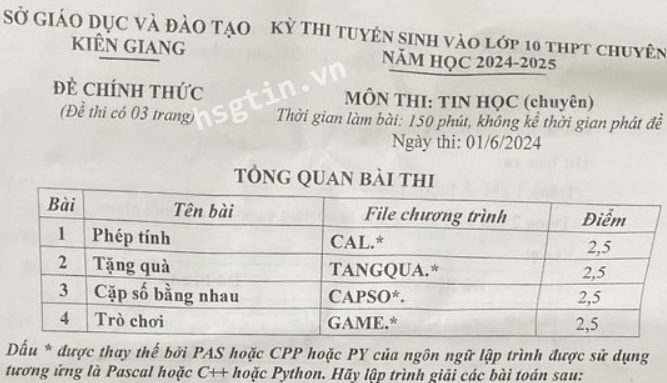 SỞ GIÁO DỤC VÀ ĐÀO TẠO
KIÊN GIANG
KỲ THI TUYỂN SINH VÀO LỚP 10 THPT CHUYÊN
NĂM HỌC 2024-2025
ĐỀ CHÍNH THỨC
(Đề thi có 03 trang)
MÔN THI: TIN HỌC (chuyên)
Thời gian làm bài: 150 phút, không kể thời gian phát đề
Ngày thi: 01/6/2024
hsgtin.vn
TỔNG QUAN BÀI THI
Bài Tên bài File chương trình Điểm
1 Phép tính CAL.* 2,5
2 Tặng quà TANGQUA.* 2,5
3 Cặp số bằng nhau CAPSO*. 2,5
4 Trò chơi GAME.* 2,5
Dấu * được thay thế bởi PAS hoặc CPP hoặc PY của ngôn ngữ lập trình được sử dụng
tương ứng là Pascal hoặc C++ hoặc Python. Hãy lập trình giải các bài toán sau: